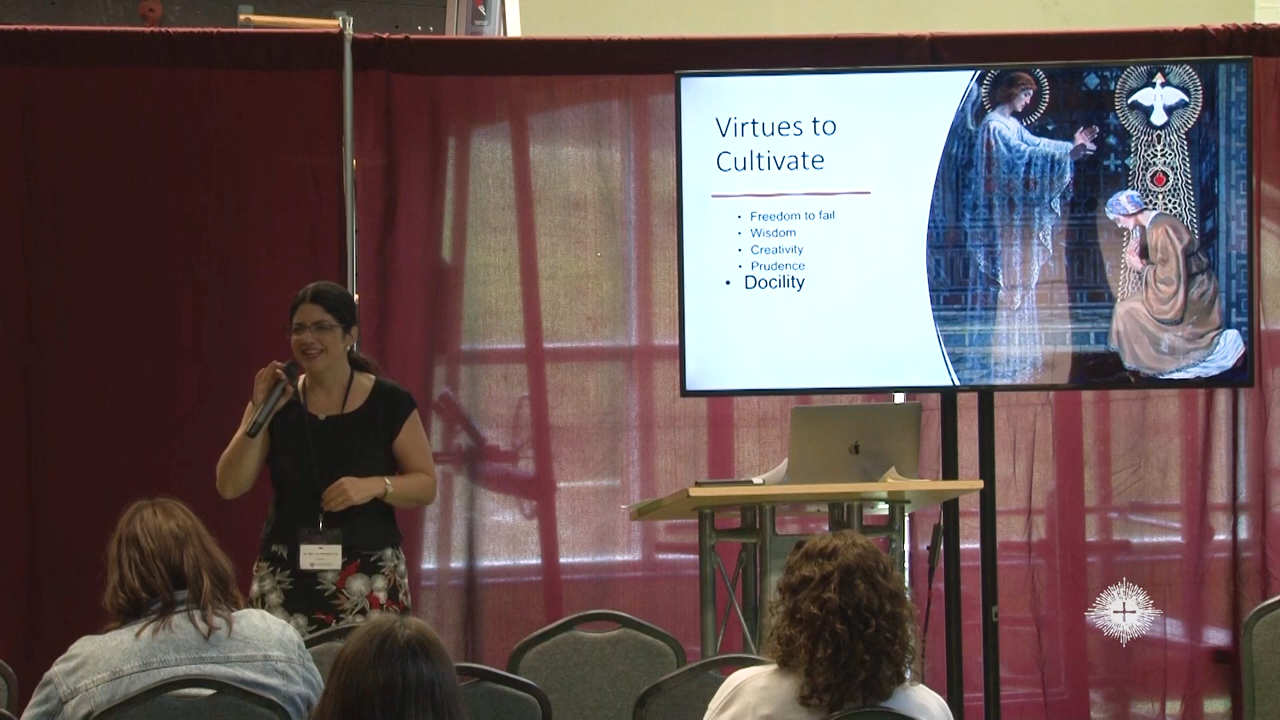 Virtues to
Cultivate
• Freedom to fail
• Wisdom
• Creativity
• Prudence
• Docility